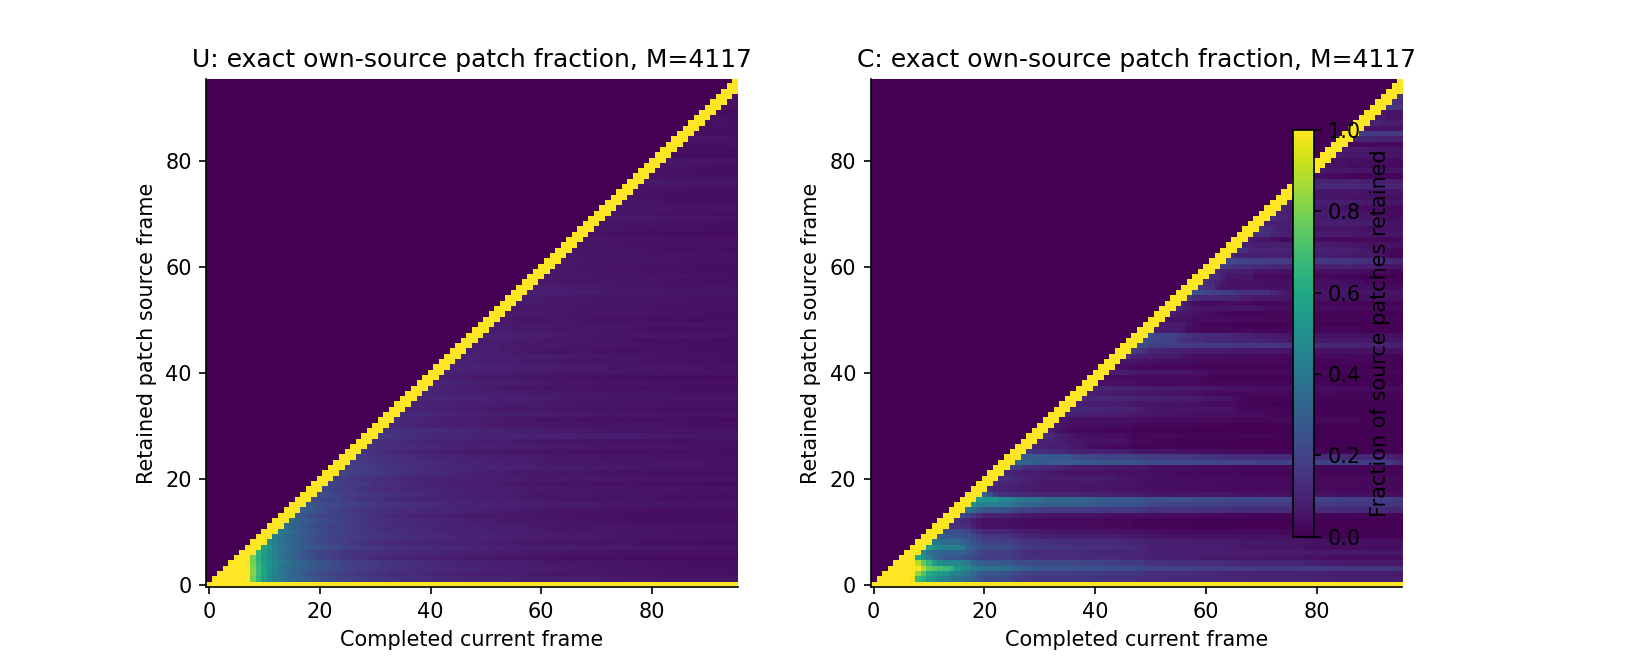 U: exact own-source patch fraction, M=4117
C: exact own-source patch fraction, M=4117
Retained patch source frame
80
60
40
20
0
0 20 40 60 80
Completed current frame
Retained patch source frame
80
60
40
20
0
0 20 40 60 80
Completed current frame
1.0
0.8
0.6
0.4
0.2
0.0
Fraction of source patches retained